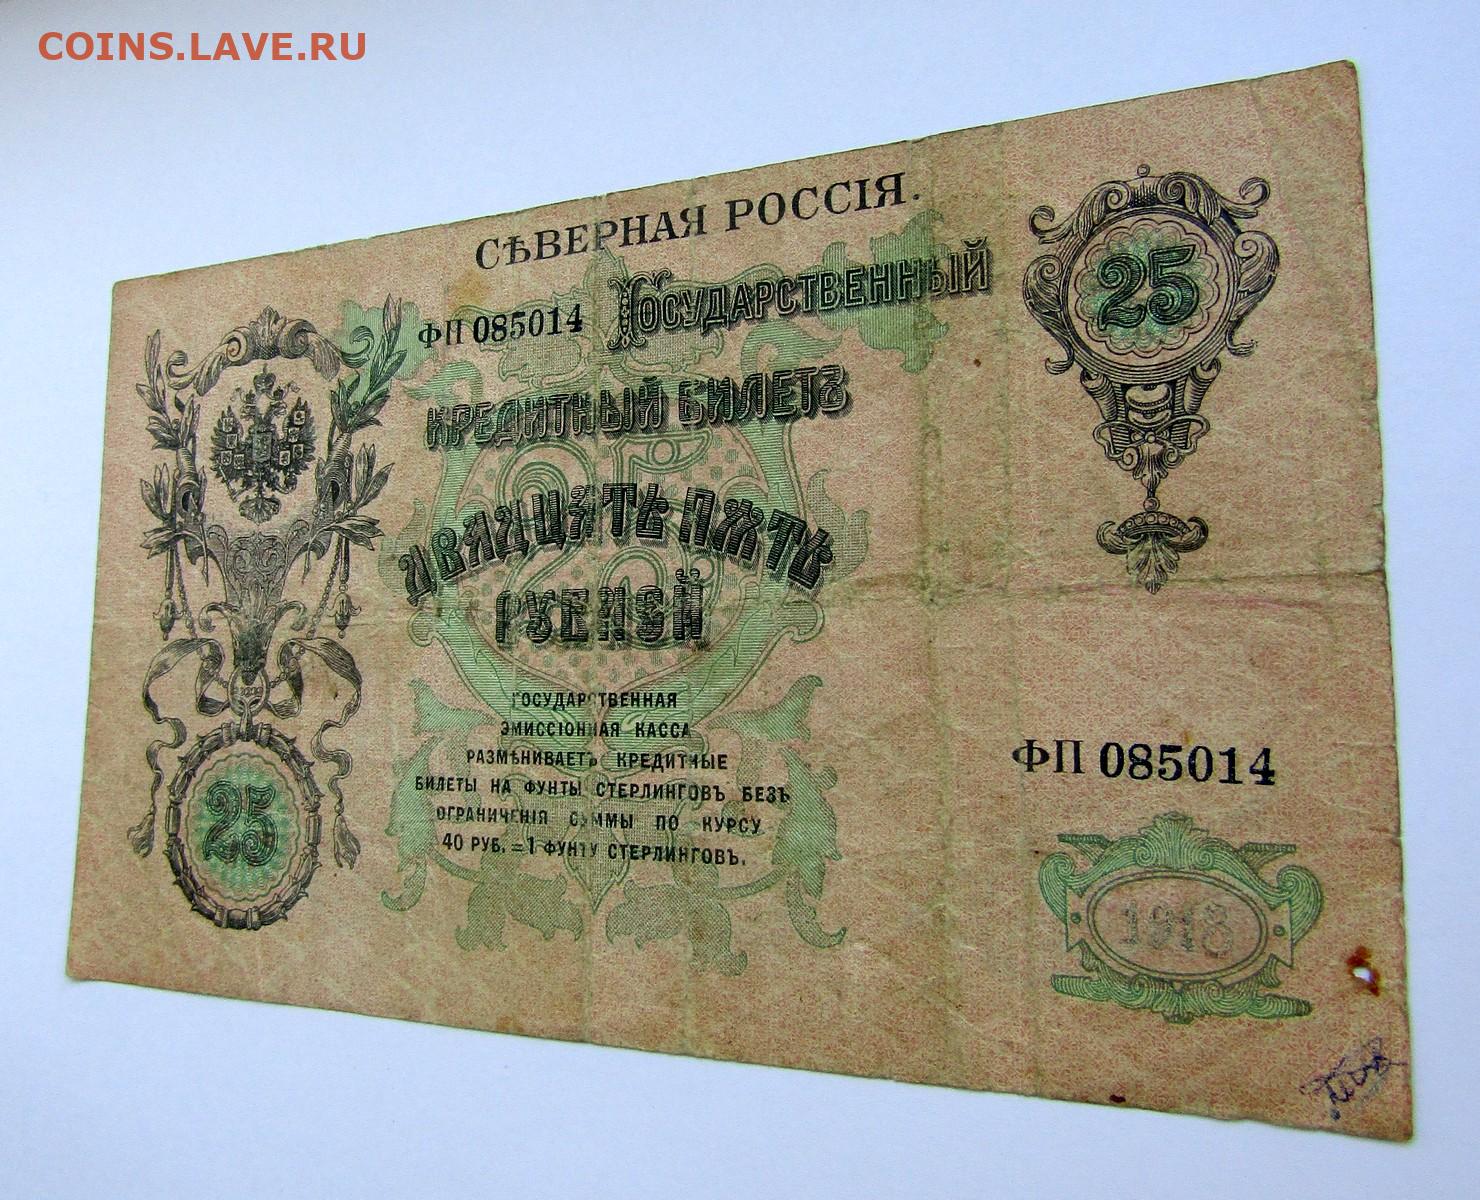 COINS.LAVE.RU
СѢВЕРНАЯ РОССІЯ.
ФП 085014 ГОСУДАРСТВЕННЫЙ
КРЕДИТНЫЙ БИЛЕТЪ
25
25
ДВАДЦАТЬ ПЯТЬ
РУБЛЕЙ
25
ГОСУДАРСТВЕННАЯ
ЭМИССІОННАЯ КАССА
РАЗМѢНИВАЕТЪ КРЕДИТНЫЕ
БИЛЕТЫ НА ФУНТЫ СТЕРЛИНГОВЪ БЕЗЪ
ОГРАНИЧЕНІЯ СУММЫ ПО КУРСУ
40 РУБ. = 1 ФУНТУ СТЕРЛИНГОВЪ.
25
ФП 085014
1918